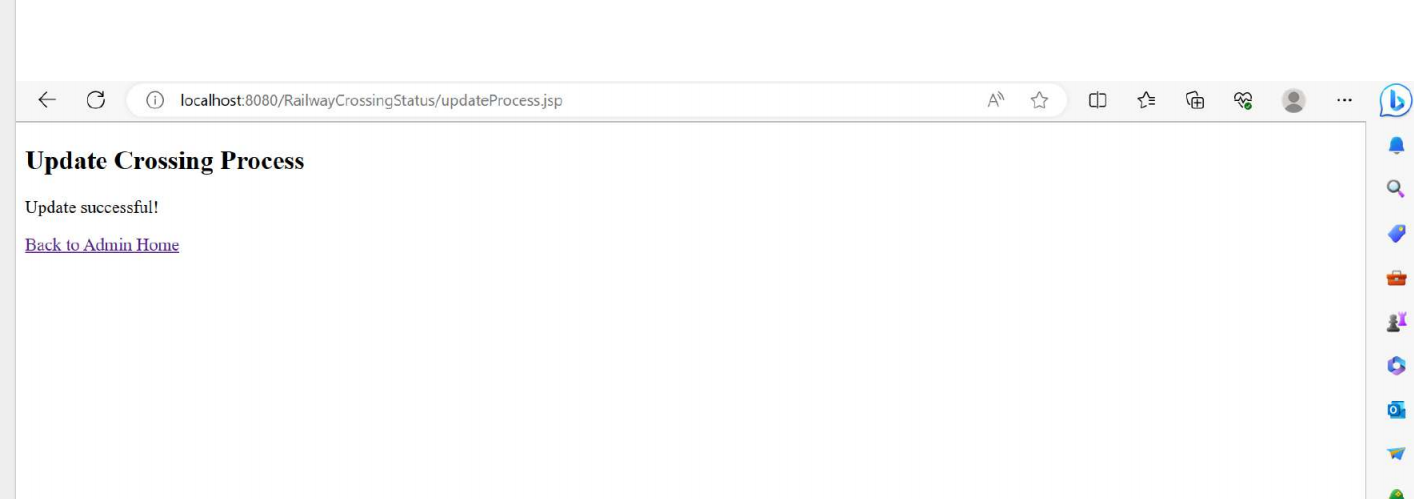 localhost:8080/RailwayCrossingStatus/updateProcess.jsp
Update Crossing Process
Update successful!
Back to Admin Home